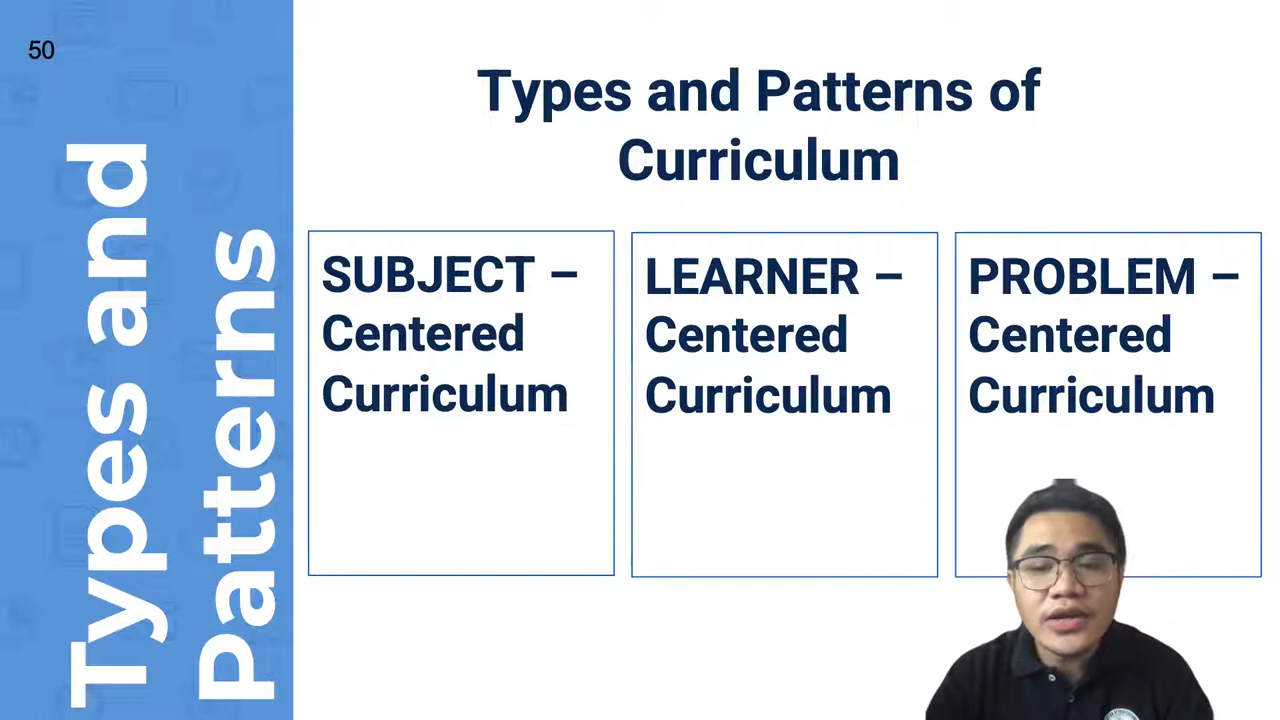 50
Types and
Patterns
Types and Patterns of
Curriculum
SUBJECT –
Centered
Curriculum
LEARNER –
Centered
Curriculum
PROBLEM –
Centered
Curriculum